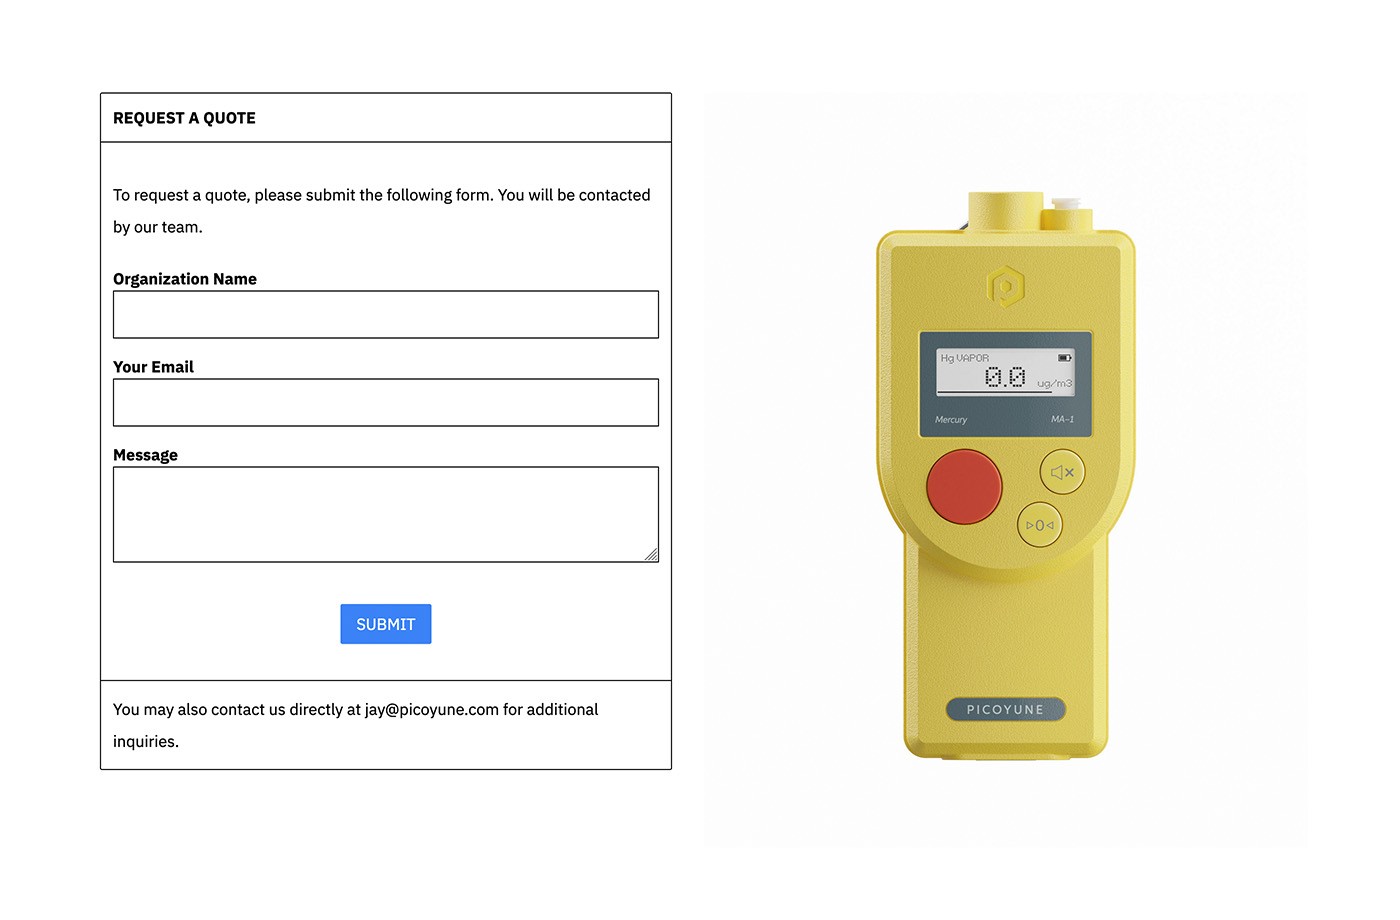 REQUEST A QUOTE
To request a quote, please submit the following form. You will be contacted
by our team.
Organization Name
Your Email
Message
SUBMIT
You may also contact us directly at jay@picoyune.com for additional
inquiries.
Hg VAPOR
0.0 ug/m3
Mercury MA-1
▷0◁
PICOYUNE